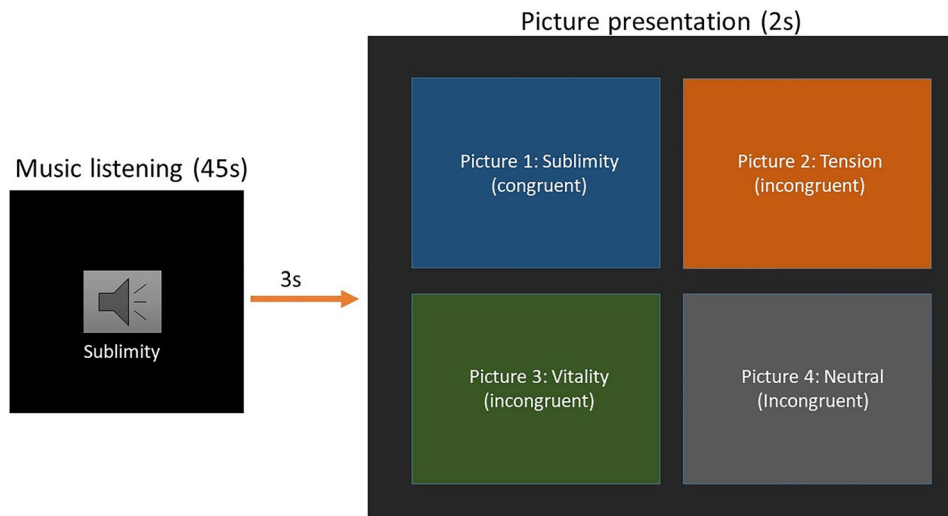 Picture presentation (2s)
Music listening (45s)
Sublimity
3s
Picture 1: Sublimity
(congruent)
Picture 2: Tension
(incongruent)
Picture 3: Vitality
(incongruent)
Picture 4: Neutral
(Incongruent)